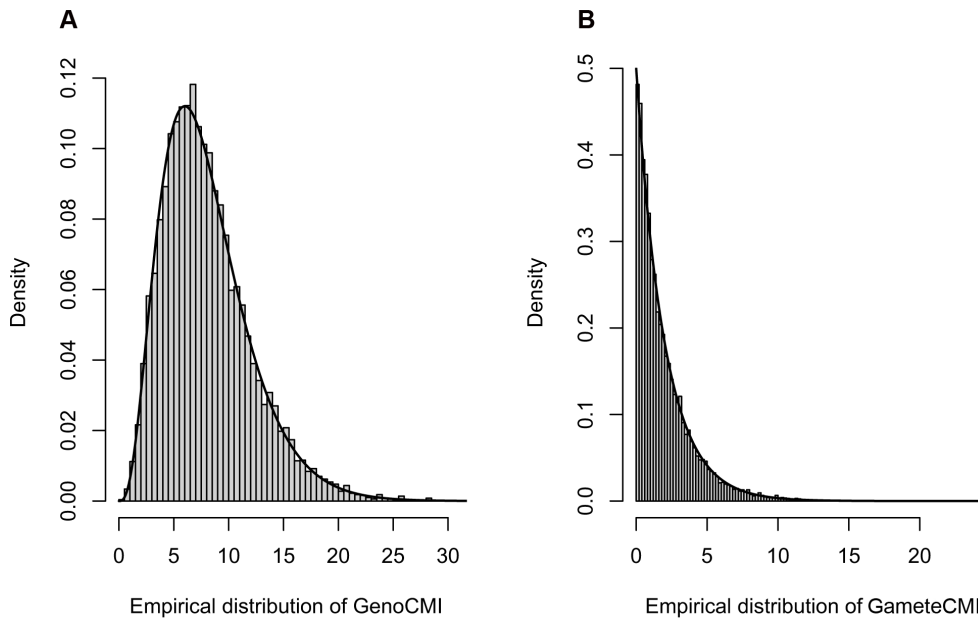 A
B
0.12
0.10
0.08
0.06
0.04
0.02
0.00
Density
0 5 10 15 20 25 30
Empirical distribution of GenoCMI
0.5
0.4
0.3
0.2
0.1
0.0
Density
0 5 10 15 20
Empirical distribution of GameteCMI